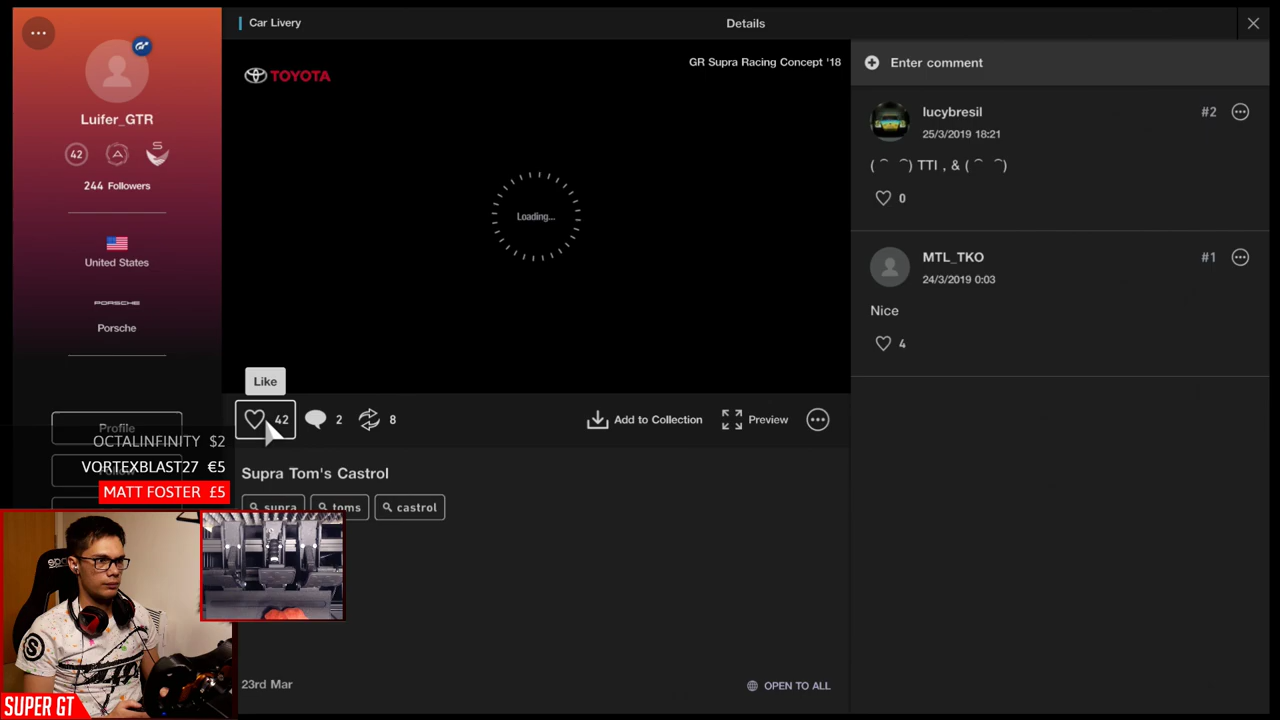 Car Livery
Details
Luifer_GTR
42
A
S
244 Followers
United States
PORSCHE
Porsche
Profile
OCTALINFINITY $2
VORTEXBLAST27 €5
MATT FOSTER £5
TOYOTA
GR Supra Racing Concept '18
Loading...
Like
42
2
8
Add to Collection
Preview
Supra Tom's Castrol
supra
toms
castrol
23rd Mar
OPEN TO ALL
Enter comment
lucybresil
#2
25/3/2019 18:21
( ⌒ ⌒) TTI , & ( ⌒ ⌒)
0
MTL_TKO
#1
24/3/2019 0:03
Nice
4
SUPER GT